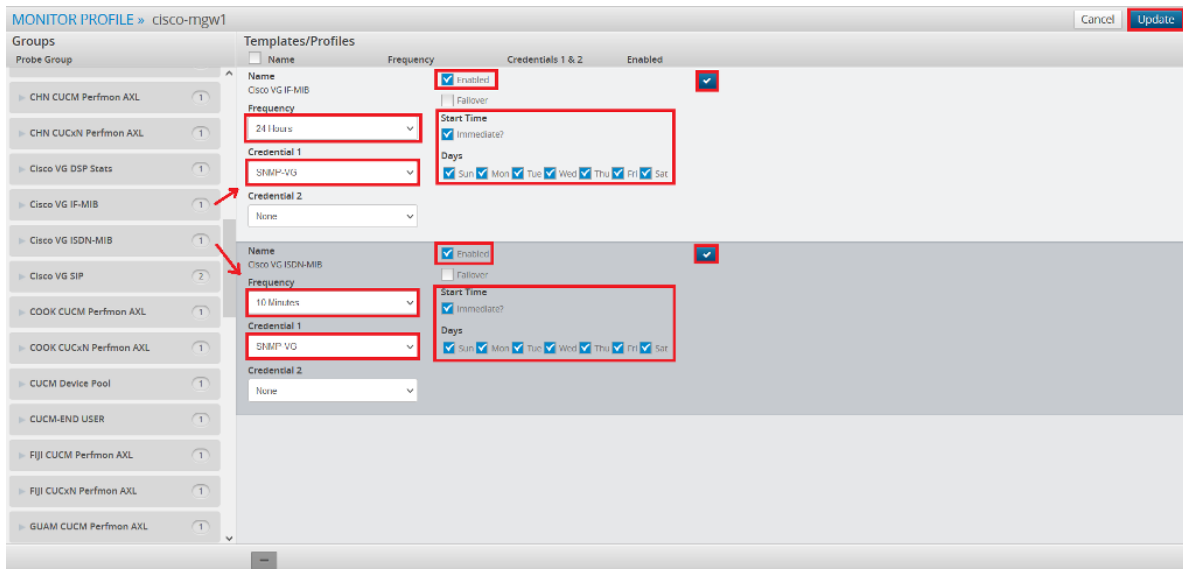 MONITOR PROFILE » cisco-mgw1
Cancel
Update
Groups
Templates/Profiles
Probe Group
Name
Frequency
Credentials 1 & 2
Enabled
CHN CUCM Perfmon AXL 1
CHN CUCxN Perfmon AXL 1
Cisco VG DSP Stats 1
Cisco VG IF-MIB 1
Cisco VG ISDN-MIB 1
Cisco VG SIP 2
COOK CUCM Perfmon AXL 1
COOK CUCxN Perfmon AXL 1
CUCM Device Pool 1
CUCM-END USER 1
FIJI CUCM Perfmon AXL 1
FIJI CUCxN Perfmon AXL 1
GUAM CUCM Perfmon AXL 1
Name
Cisco VG IF-MIB
Frequency
24 Hours
Credential 1
SNMP-VG
Credential 2
None
Enabled
Failover
Start Time
Immediate?
Days
Sun Mon Tue Wed Thu Fri Sat
Name
Cisco VG ISDN-MIB
Frequency
10 Minutes
Credential 1
SNMP-VG
Credential 2
None
Enabled
Failover
Start Time
Immediate?
Days
Sun Mon Tue Wed Thu Fri Sat